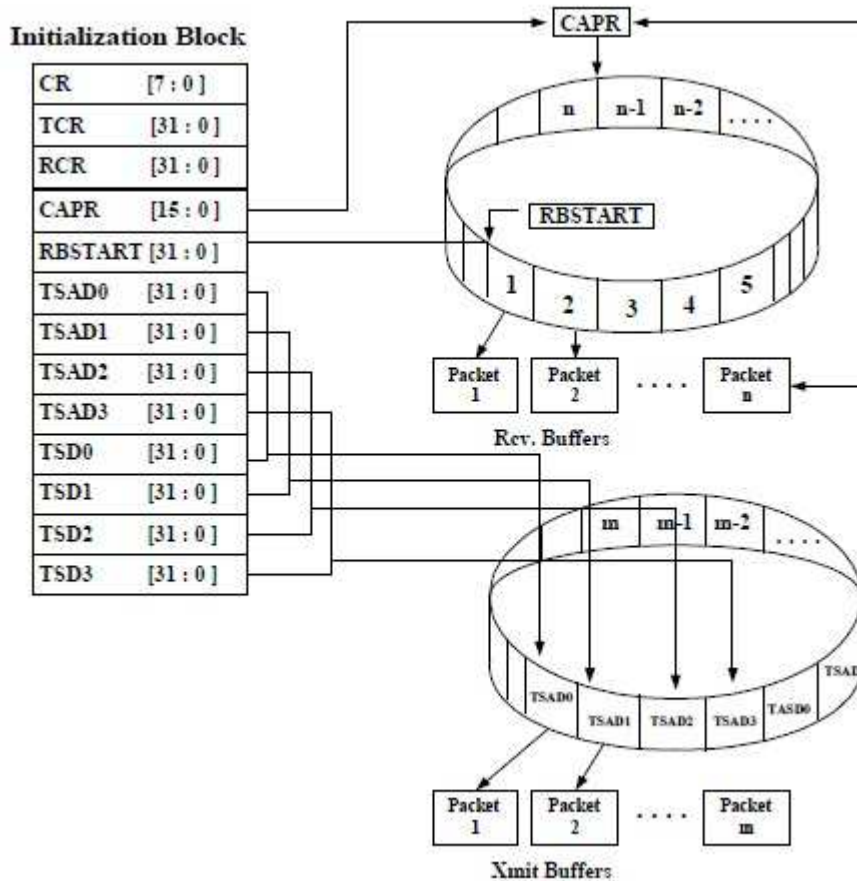 Initialization Block
CR [7 : 0]
TCR [31 : 0]
RCR [31 : 0]
CAPR [15 : 0]
RBSTART [31 : 0]
TSAD0 [31 : 0]
TSAD1 [31 : 0]
TSAD2 [31 : 0]
TSAD3 [31 : 0]
TSD0 [31 : 0]
TSD1 [31 : 0]
TSD2 [31 : 0]
TSD3 [31 : 0]
CAPR
n n-1 n-2 ....
RBSTART
1 2 3 4 5
Packet 1
Packet 2
....
Packet n
Rcv. Buffers
m m-1 m-2 ....
TSAD0 TSAD1 TSAD2 TSAD3 TASD0 TSAD
Packet 1
Packet 2
....
Packet m
Xmit Buffers